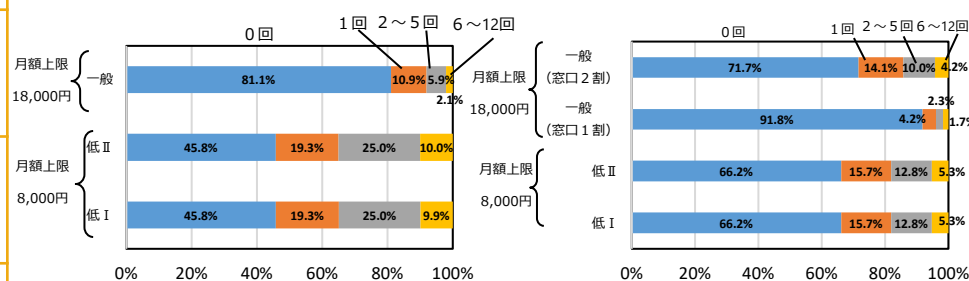 0回
1回 2～5回 6～12回
月額上限
18,000円
一般
81.1% 10.9% 5.9%
2.1%
月額上限
8,000円
低Ⅱ
45.8% 19.3% 25.0% 10.0%
低Ⅰ
45.8% 19.3% 25.0% 9.9%
0% 20% 40% 60% 80% 100%
0回
1回 2～5回 6～12回
月額上限
18,000円
一般
（窓口２割）
71.7% 14.1% 10.0% 4.2%
一般
（窓口１割）
2.3%
91.8% 4.2% 1.7%
月額上限
8,000円
低Ⅱ
66.2% 15.7% 12.8% 5.3%
低Ⅰ
66.2% 15.7% 12.8% 5.3%
0% 20% 40% 60% 80% 100%